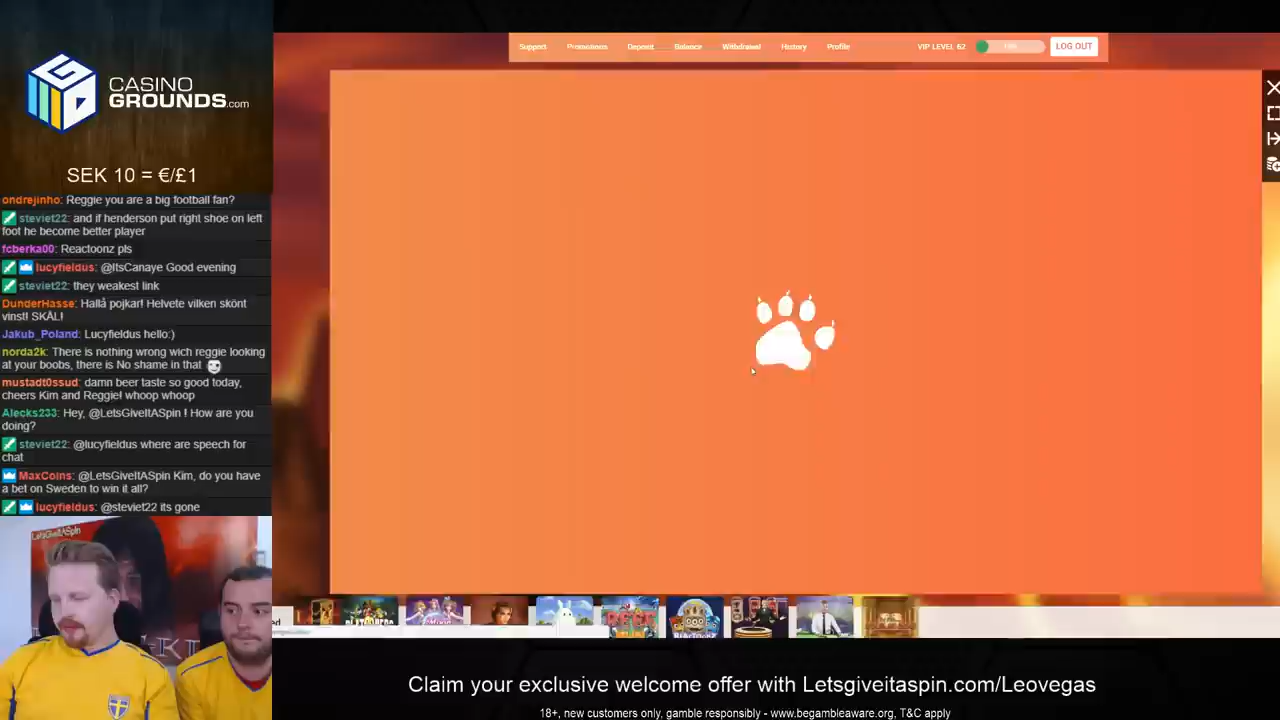 Support Promotions Deposit Balance Withdrawal History Profile VIP LEVEL 62 LOG OUT
CASINO
GROUNDS.com
SEK 10 = €/£1
ondrejinho: Reggie you are a big football fan?
steviet22: and if henderson put right shoe on left
foot he become better player
fcberka00: Reactoonz pls
lucyfieldus: @ItsCanaye Good evening
steviet22: they weakest link
DunderHasse: Hallå pojkar! Helvete vilken skönt
vinst! SKÅL!
Jakub_Poland: Lucyfieldus hello:)
norda2k: There is nothing wrong wich reggie looking
at your boobs, there is No shame in that
mustadt0ssud: damn beer taste so good today,
cheers Kim and Reggie! whoop whoop
Alecks233: Hey, @LetsGiveItASpin ! How are you
doing?
steviet22: @lucyfieldus where are speech for
chat
MaxCoins: @LetsGiveItASpin Kim, do you have
a bet on Sweden to win it all?
lucyfieldus: @steviet22 its gone
LetsGiveItASpin
Claim your exclusive welcome offer with Letsgiveitaspin.com/Leovegas
18+, new customers only, gamble responsibly - www.begambleaware.org, T&C apply